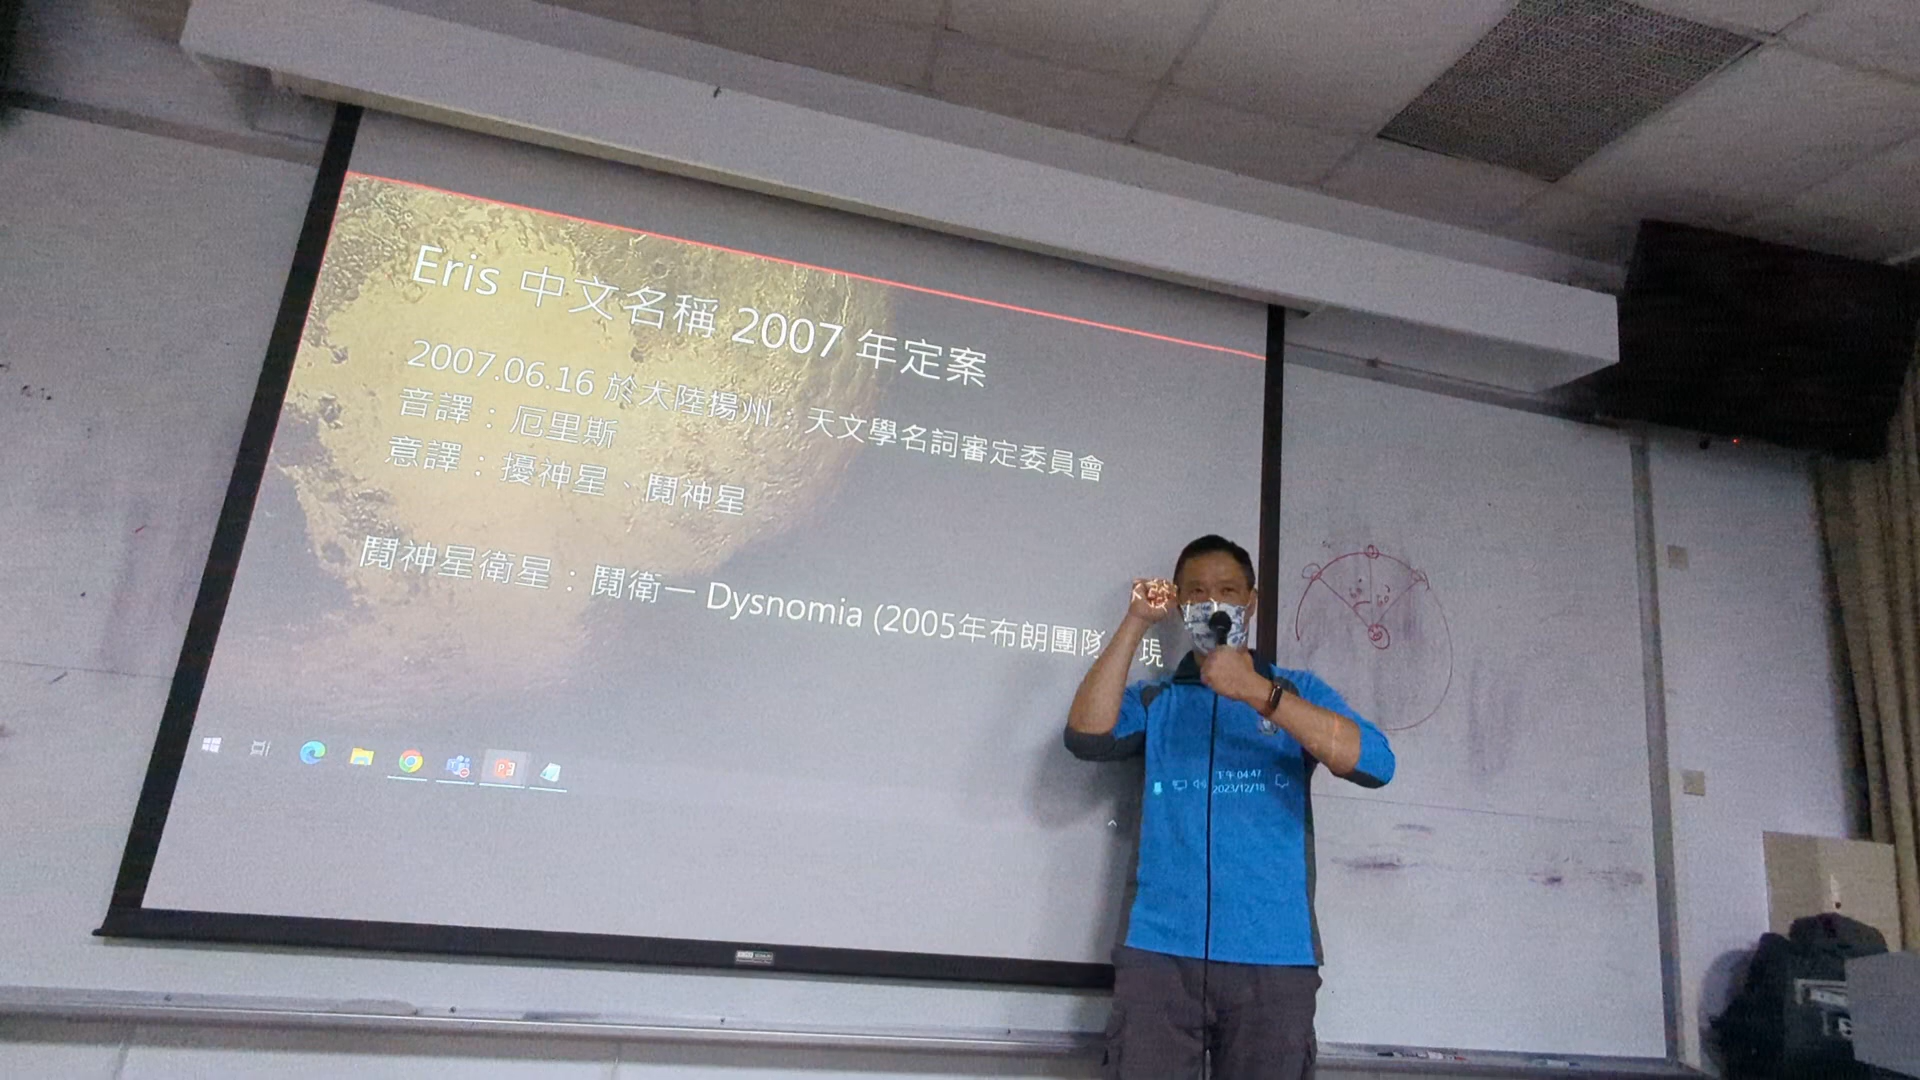 Eris 中文名稱 2007 年定案
2007.06.16 於大陸揚州，天文學名詞審定委員會
音譯：厄里斯
意譯：擾神星、鬩神星
鬩神星衛星：鬩衛一 Dysnomia (2005年布朗團隊 現
下午 04:47
2023/12/18